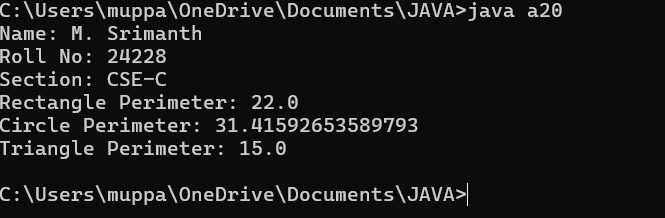 C:\Users\muppa\OneDrive\Documents\JAVA>java a20
Name: M. Srimanth
Roll No: 24228
Section: CSE-C
Rectangle Perimeter: 22.0
Circle Perimeter: 31.41592653589793
Triangle Perimeter: 15.0
C:\Users\muppa\OneDrive\Documents\JAVA>